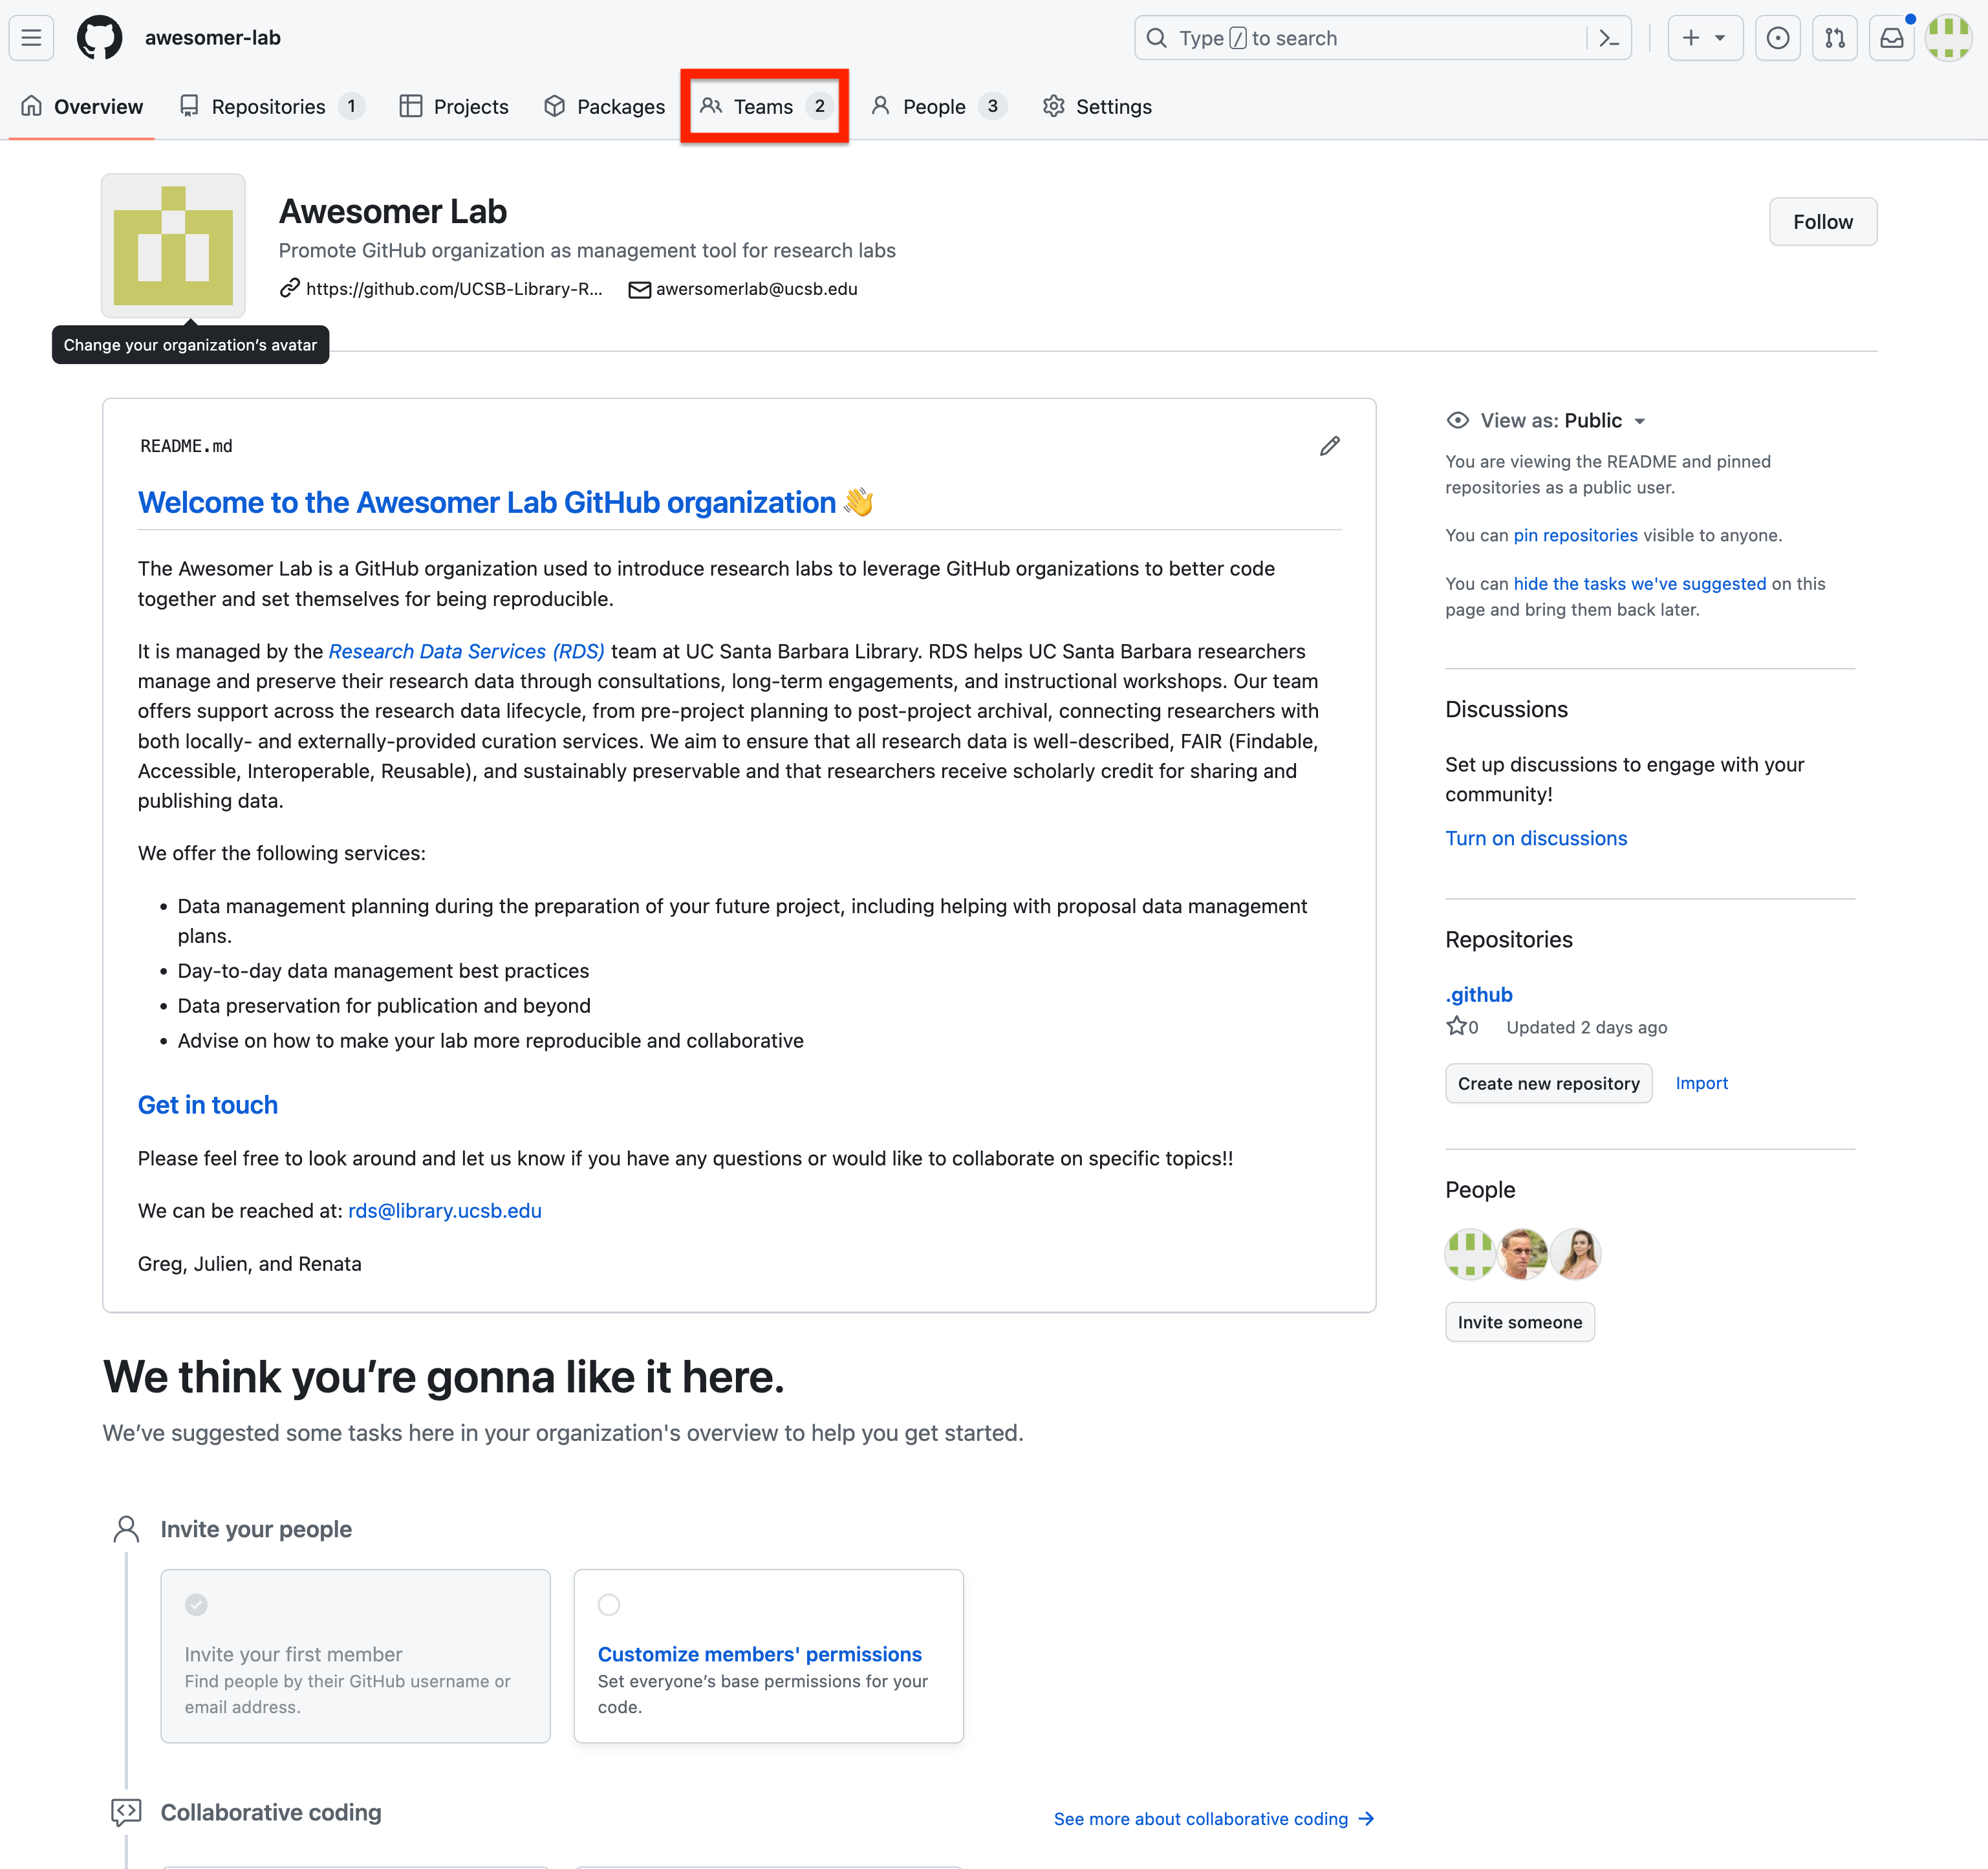 awesomer-lab
Type / to search
Overview
Repositories 1
Projects
Packages
Teams 2
People 3
Settings
Awesomer Lab
Promote GitHub organization as management tool for research labs
https://github.com/UCSB-Library-R...
awersomerlab@ucsb.edu
Follow
Change your organization's avatar
README.md
Welcome to the Awesomer Lab GitHub organization 👋
The Awesomer Lab is a GitHub organization used to introduce research labs to leverage GitHub organizations to better code
together and set themselves for being reproducible.
It is managed by the Research Data Services (RDS) team at UC Santa Barbara Library. RDS helps UC Santa Barbara researchers
manage and preserve their research data through consultations, long-term engagements, and instructional workshops. Our team
offers support across the research data lifecycle, from pre-project planning to post-project archival, connecting researchers with
both locally- and externally-provided curation services. We aim to ensure that all research data is well-described, FAIR (Findable,
Accessible, Interoperable, Reusable), and sustainably preservable and that researchers receive scholarly credit for sharing and
publishing data.
We offer the following services:
• Data management planning during the preparation of your future project, including helping with proposal data management
plans.
• Day-to-day data management best practices
• Data preservation for publication and beyond
• Advise on how to make your lab more reproducible and collaborative
Get in touch
Please feel free to look around and let us know if you have any questions or would like to collaborate on specific topics!!
We can be reached at: rds@library.ucsb.edu
Greg, Julien, and Renata
View as: Public
You are viewing the README and pinned
repositories as a public user.
You can pin repositories visible to anyone.
You can hide the tasks we've suggested on this
page and bring them back later.
Discussions
Set up discussions to engage with your
community!
Turn on discussions
Repositories
.github
0 Updated 2 days ago
Create new repository
Import
People
Invite someone
We think you're gonna like it here.
We've suggested some tasks here in your organization's overview to help you get started.
Invite your people
Invite your first member
Find people by their GitHub username or
email address.
Customize members' permissions
Set everyone's base permissions for your
code.
Collaborative coding
See more about collaborative coding →